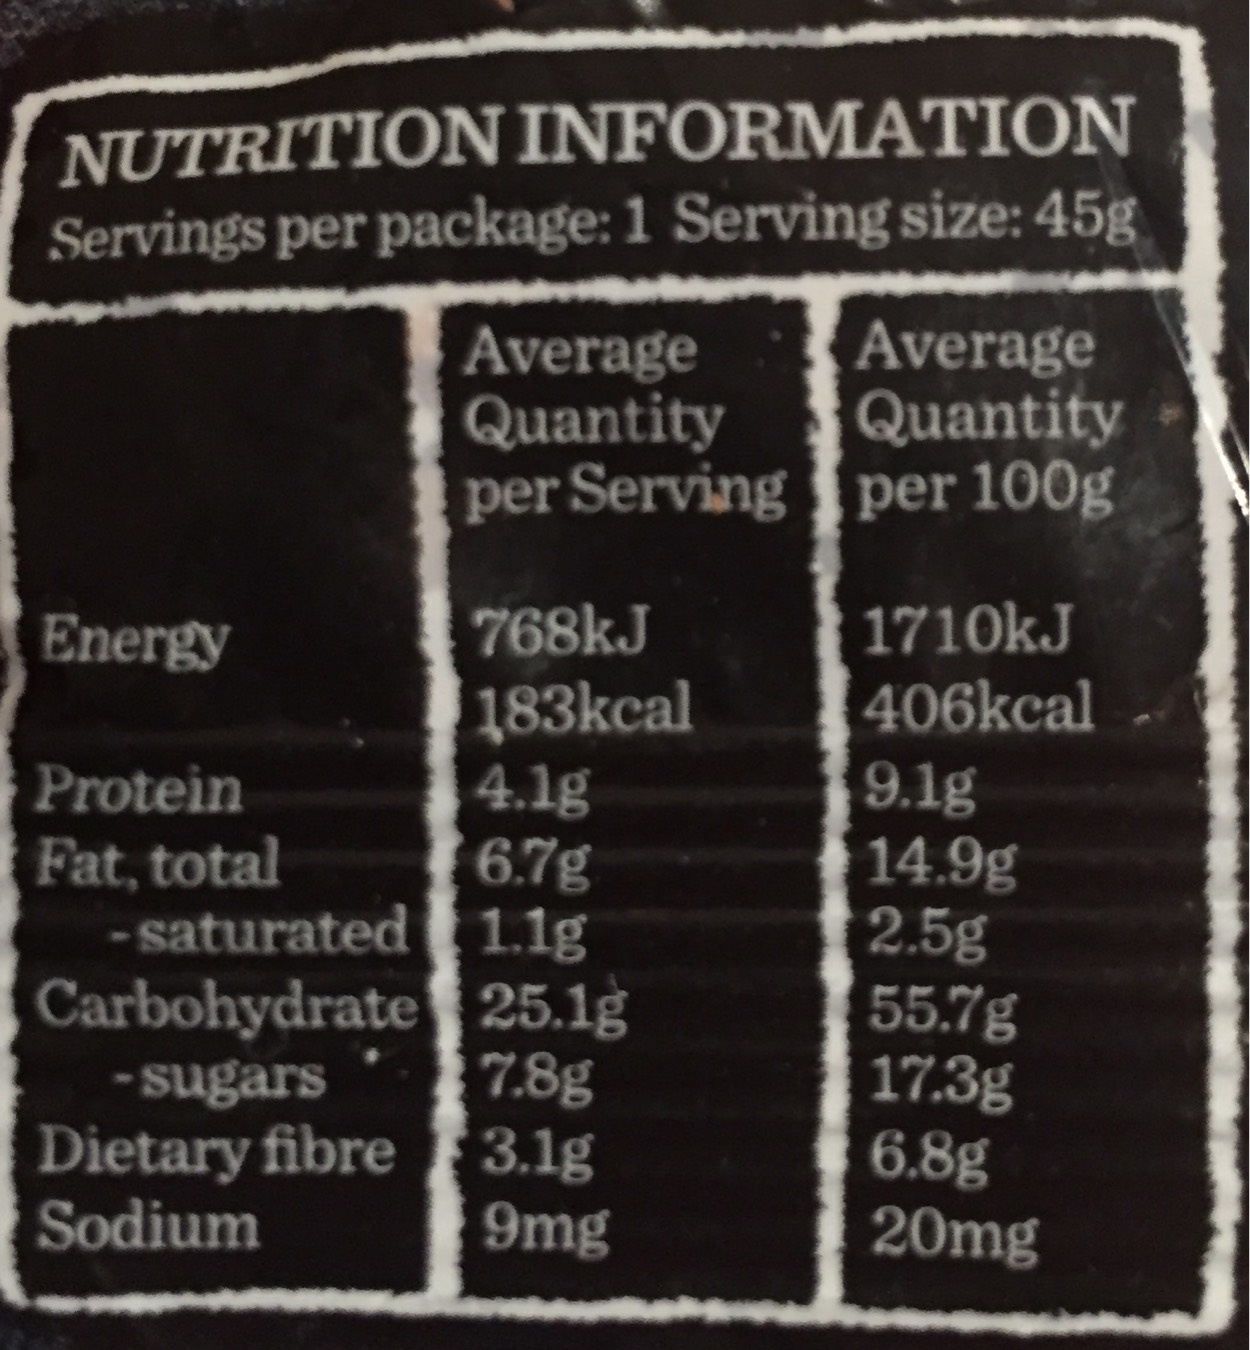 NUTRITION INFORMATION
Servings per package: 1 Serving size: 45g
Average Quantity per Serving
Average Quantity per 100g
Energy 768kJ 1710kJ
183kcal 406kcal
Protein 4.1g 9.1g
Fat, total 6.7g 14.9g
-saturated 1.1g 2.5g
Carbohydrate 25.1g 55.7g
-sugars 7.8g 17.3g
Dietary fibre 3.1g 6.8g
Sodium 9mg 20mg